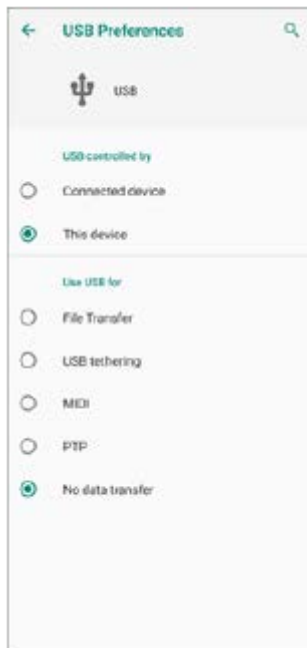 USB Preferences
USB
USB controlled by
Connected device
This device
Use USB for
File Transfer
USB tethering
MIDI
PTP
No data transfer